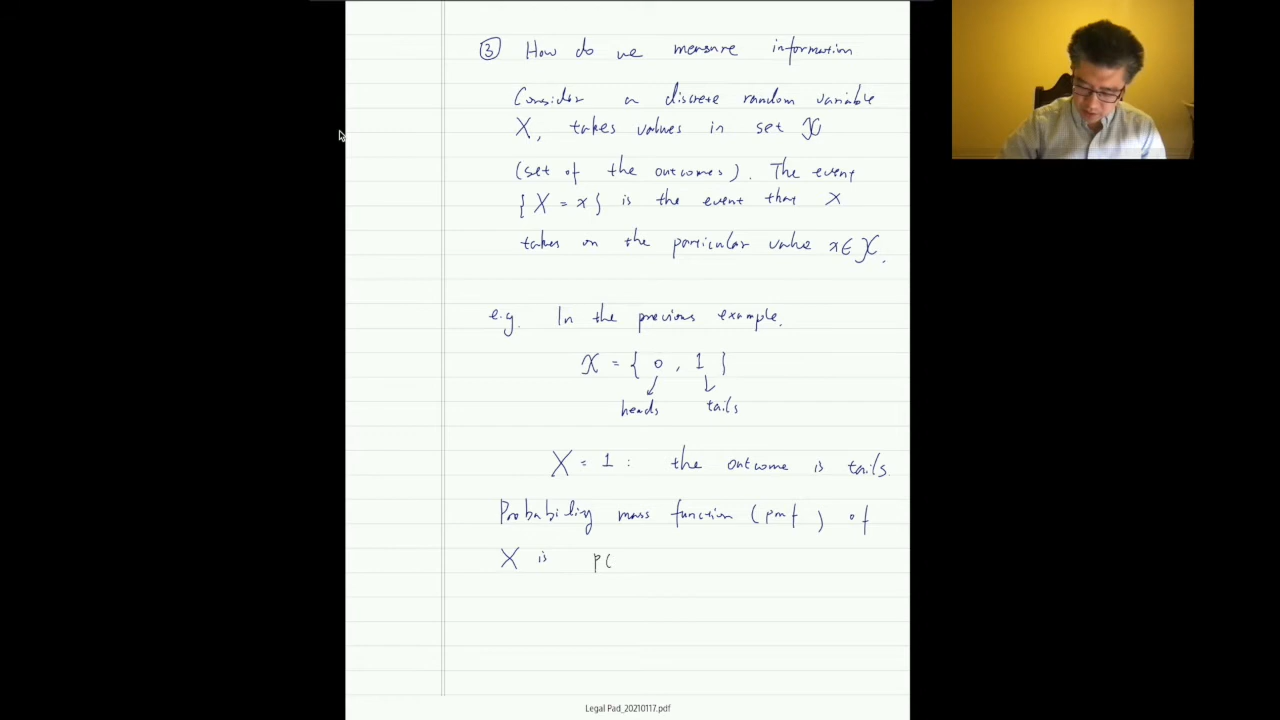 ③ How do we measure information
Consider a discrete random variable
X, takes values in set 𝒳
(set of the outcomes). The event
{X = x} is the event that X
takes on the particular value x ∈ 𝒳.
e.g. In the previous example.
𝒳 = { 0 , 1 }
heads tails
X = 1 : the outcome is tails.
Probability mass function (pmf) of
X is p(
Legal Pad_20210117.pdf